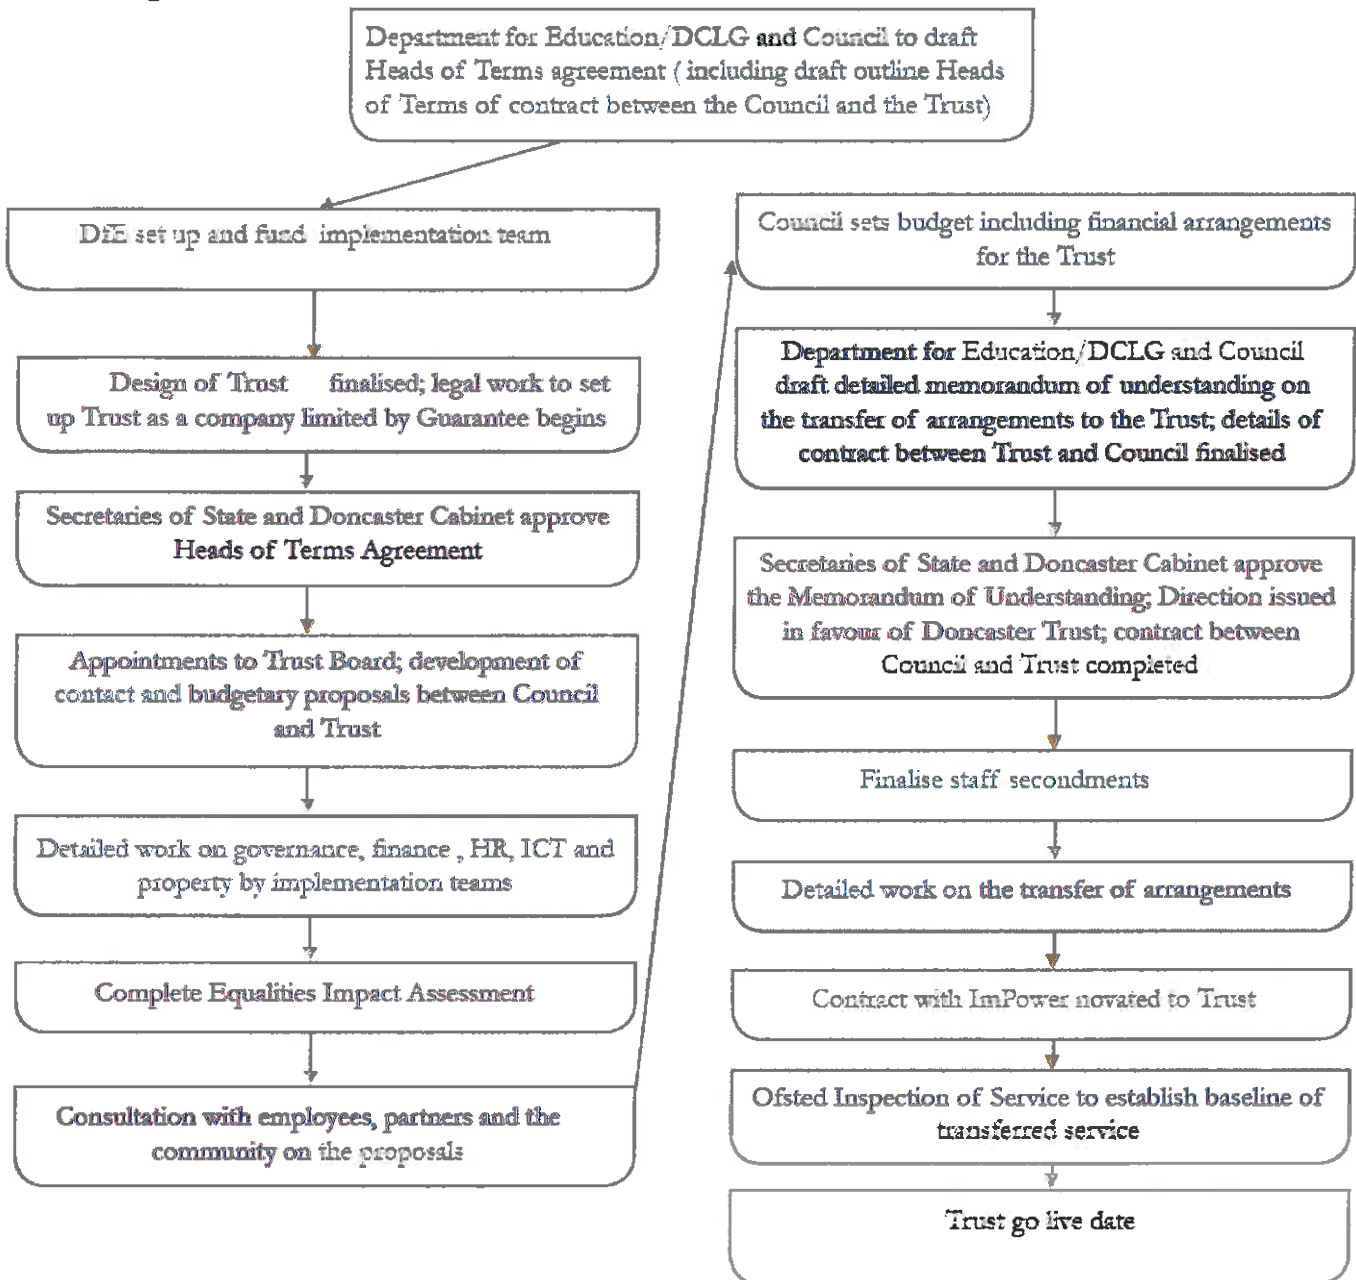 Department for Education/DCLG and Council to draft
Heads of Terms agreement ( including draft outline Heads
of Terms of contract between the Council and the Trust)
DfE set up and fund implementation team
Design of Trust finalised; legal work to set
up Trust as a company limited by Guarantee begins
Secretaries of State and Doncaster Cabinet approve
Heads of Terms Agreement
Appointments to Trust Board; development of
contact and budgetary proposals between Council
and Trust
Detailed work on governance, finance , HR, ICT and
property by implementation teams
Complete Equalities Impact Assessment
Consultation with employees, partners and the
community on the proposals
Council sets budget including financial arrangements
for the Trust
Department for Education/DCLG and Council
draft detailed memorandum of understanding on
the transfer of arrangements to the Trust; details of
contract between Trust and Council finalised
Secretaries of State and Doncaster Cabinet approve
the Memorandum of Understanding; Direction issued
in favour of Doncaster Trust; contract between
Council and Trust completed
Finalise staff secondments
Detailed work on the transfer of arrangements
Contract with ImPower novated to Trust
Ofsted Inspection of Service to establish baseline of
transferred service
Trust go live date